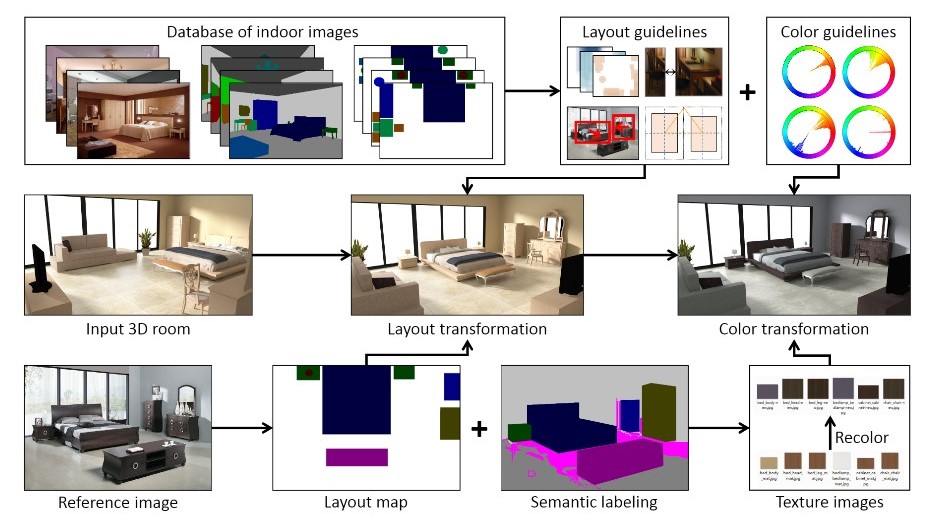 Database of indoor images
Layout guidelines
Color guidelines
+
Input 3D room
Layout transformation
Color transformation
+
Recolor
Reference image
Layout map
Semantic labeling
Texture images